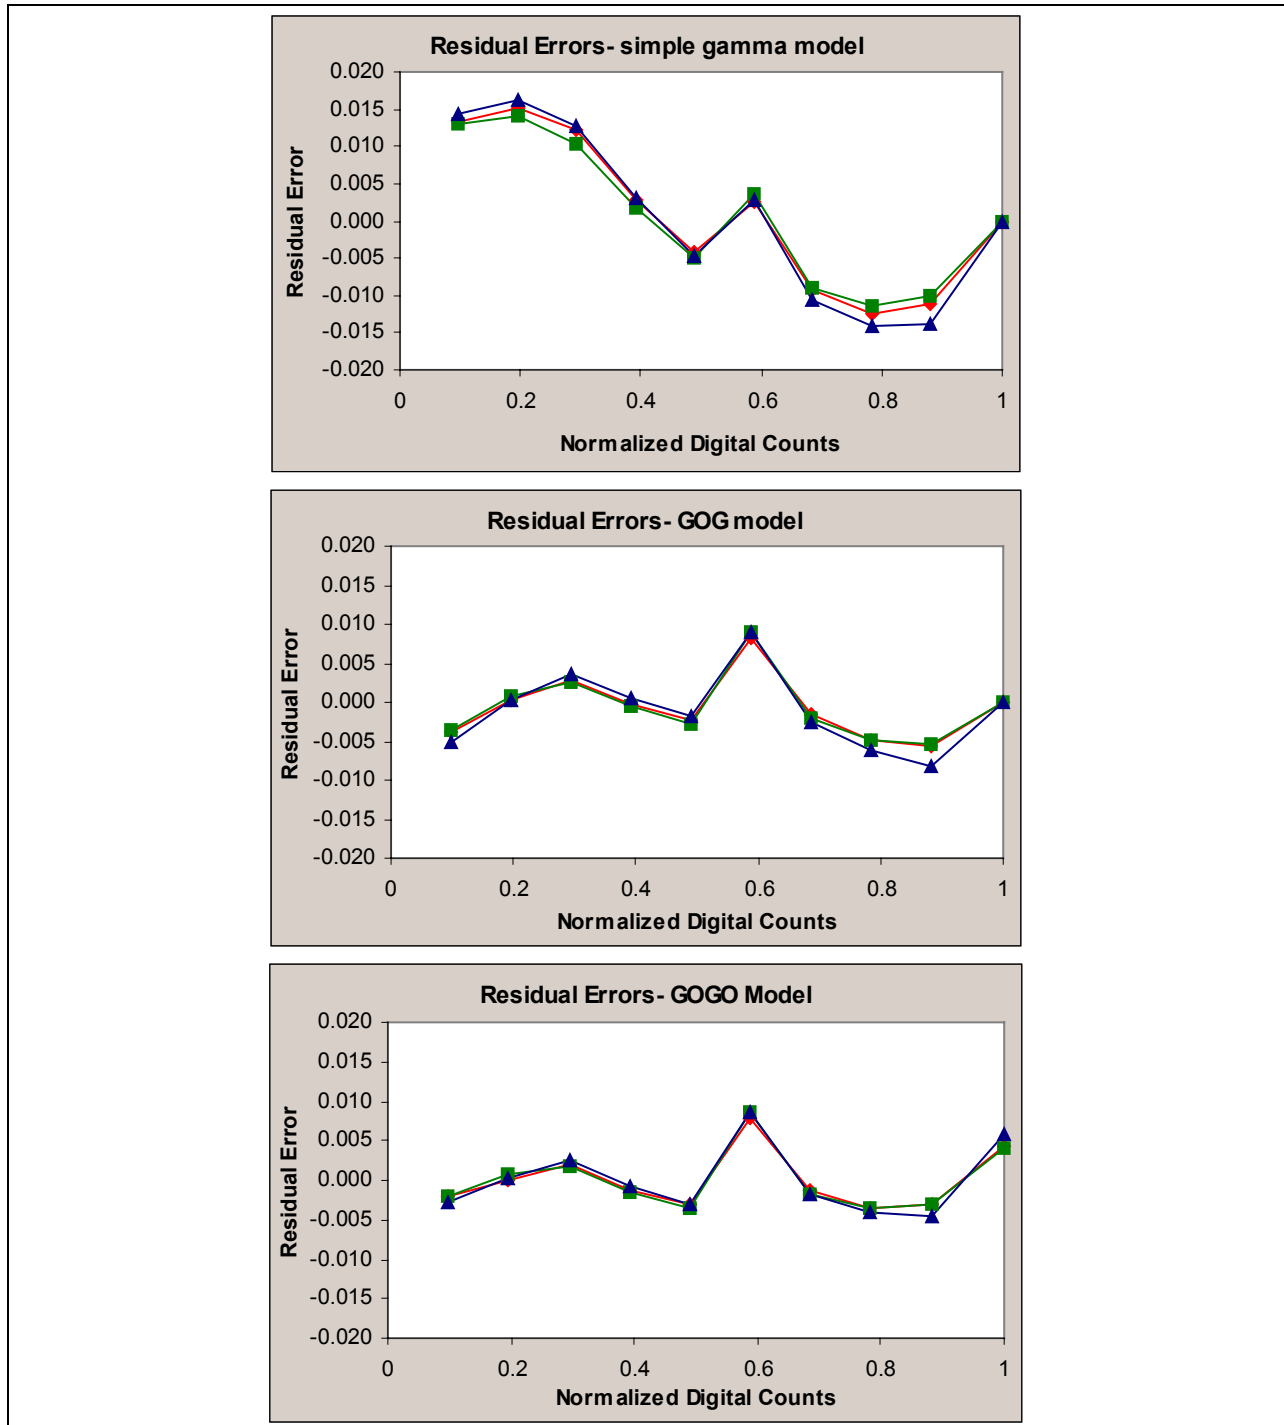 Residual Errors- simple gamma model
0.020
0.015
0.010
0.005
0.000
-0.005
-0.010
-0.015
-0.020
Residual Error
0 0.2 0.4 0.6 0.8 1
Normalized Digital Counts
Residual Errors- GOG model
0.020
0.015
0.010
0.005
0.000
-0.005
-0.010
-0.015
-0.020
Residual Error
0 0.2 0.4 0.6 0.8 1
Normalized Digital Counts
Residual Errors- GOGO Model
0.020
0.015
0.010
0.005
0.000
-0.005
-0.010
-0.015
-0.020
Residual Error
0 0.2 0.4 0.6 0.8 1
Normalized Digital Counts